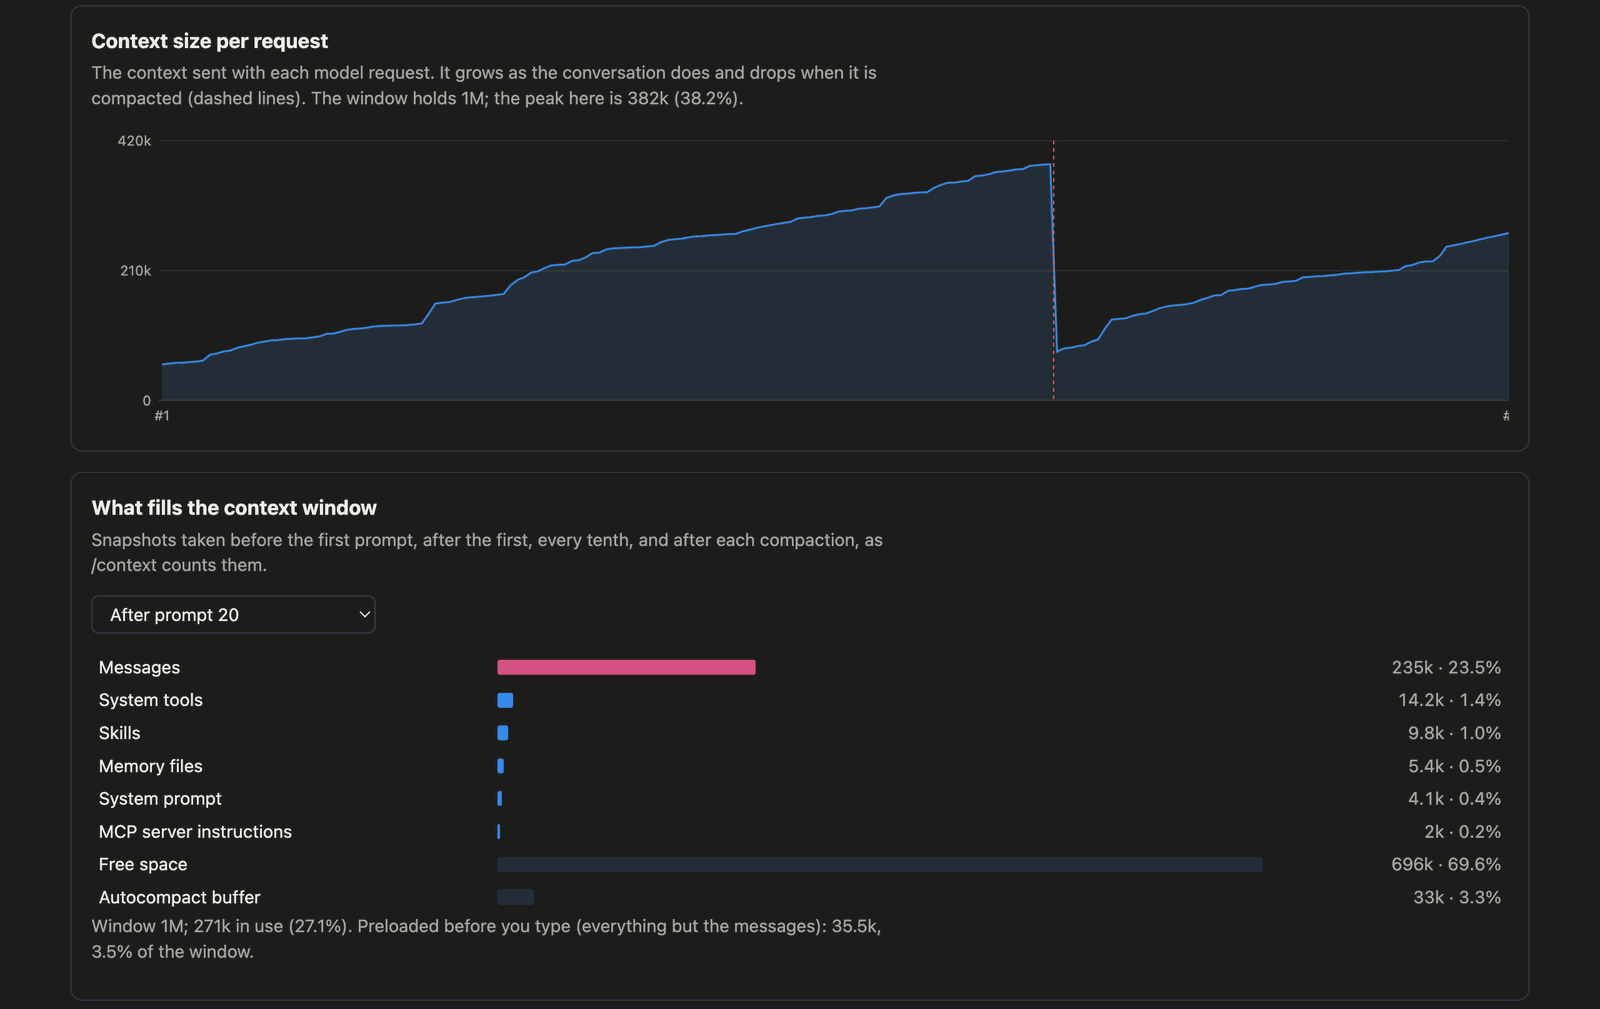 Context size per request
The context sent with each model request. It grows as the conversation does and drops when it is
compacted (dashed lines). The window holds 1M; the peak here is 382k (38.2%).
420k
210k
0
#1
#
What fills the context window
Snapshots taken before the first prompt, after the first, every tenth, and after each compaction, as
/context counts them.
After prompt 20
Messages 235k · 23.5%
System tools 14.2k · 1.4%
Skills 9.8k · 1.0%
Memory files 5.4k · 0.5%
System prompt 4.1k · 0.4%
MCP server instructions 2k · 0.2%
Free space 696k · 69.6%
Autocompact buffer 33k · 3.3%
Window 1M; 271k in use (27.1%). Preloaded before you type (everything but the messages): 35.5k,
3.5% of the window.